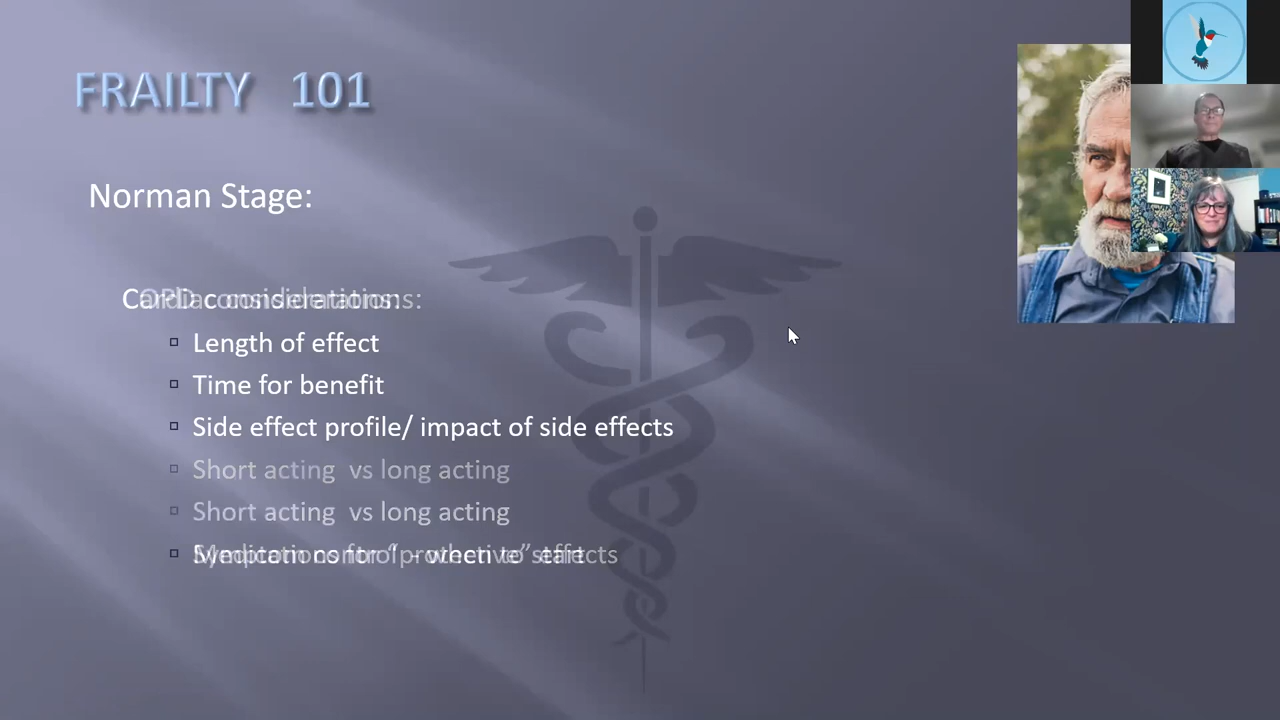 FRAILTY 101
Norman Stage:
considerations:
Length of effect
Time for benefit
Side effect profile/ impact of side effects
Short acting vs long acting
Short acting vs long acting